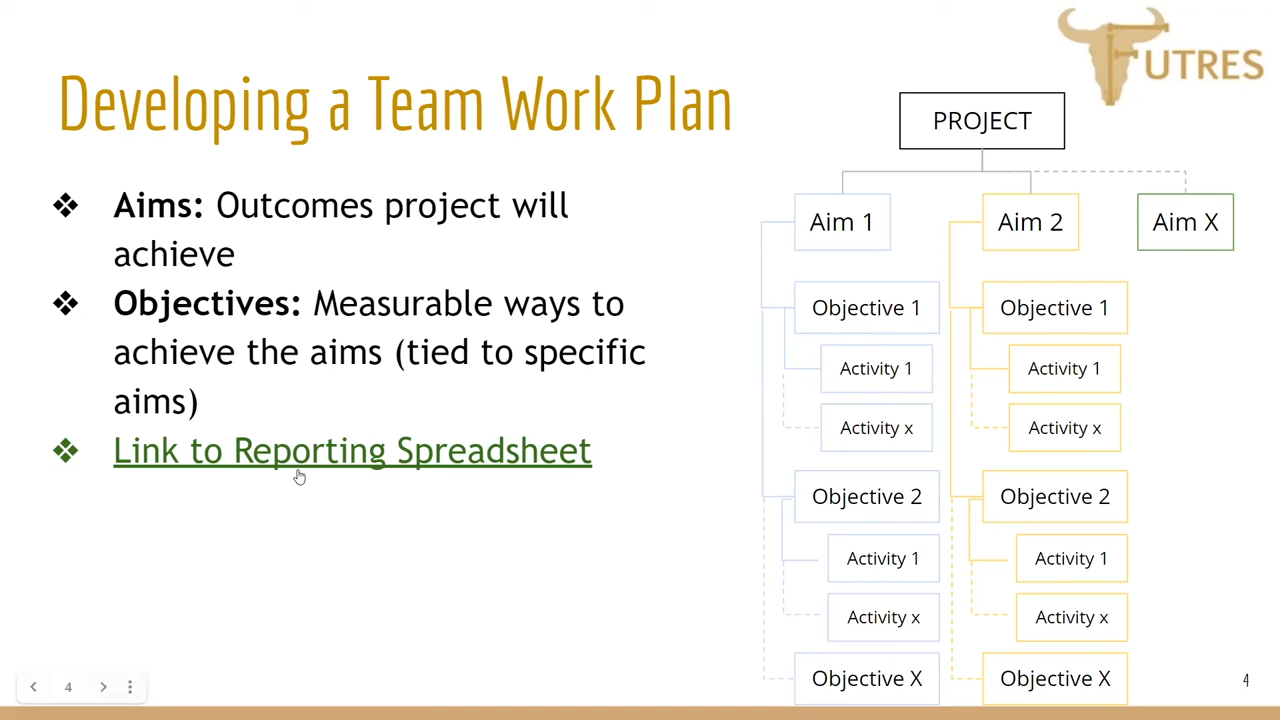 FUTRES
Developing a Team Work Plan
❖ Aims: Outcomes project will
achieve
❖ Objectives: Measurable ways to
achieve the aims (tied to specific
aims)
❖ Link to Reporting Spreadsheet
PROJECT
Aim 1
Objective 1
Activity 1
Activity x
Objective 2
Activity 1
Activity x
Objective X
Aim 2
Objective 1
Activity 1
Activity x
Objective 2
Activity 1
Activity x
Objective X
Aim X
4
4